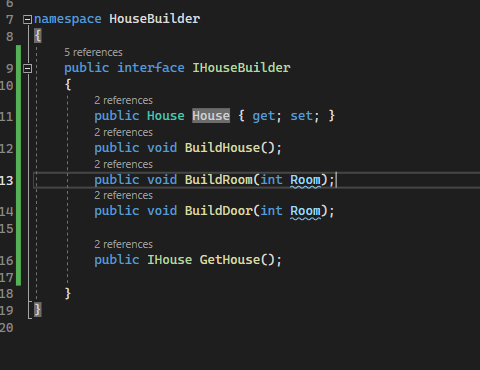 6
7 namespace HouseBuilder
8 {
5 references
9 public interface IHouseBuilder
10 {
2 references
11 public House House { get; set; }
2 references
12 public void BuildHouse();
2 references
13 public void BuildRoom(int Room);
2 references
14 public void BuildDoor(int Room);
15
2 references
16 public IHouse GetHouse();
17
18 }
19 }
20